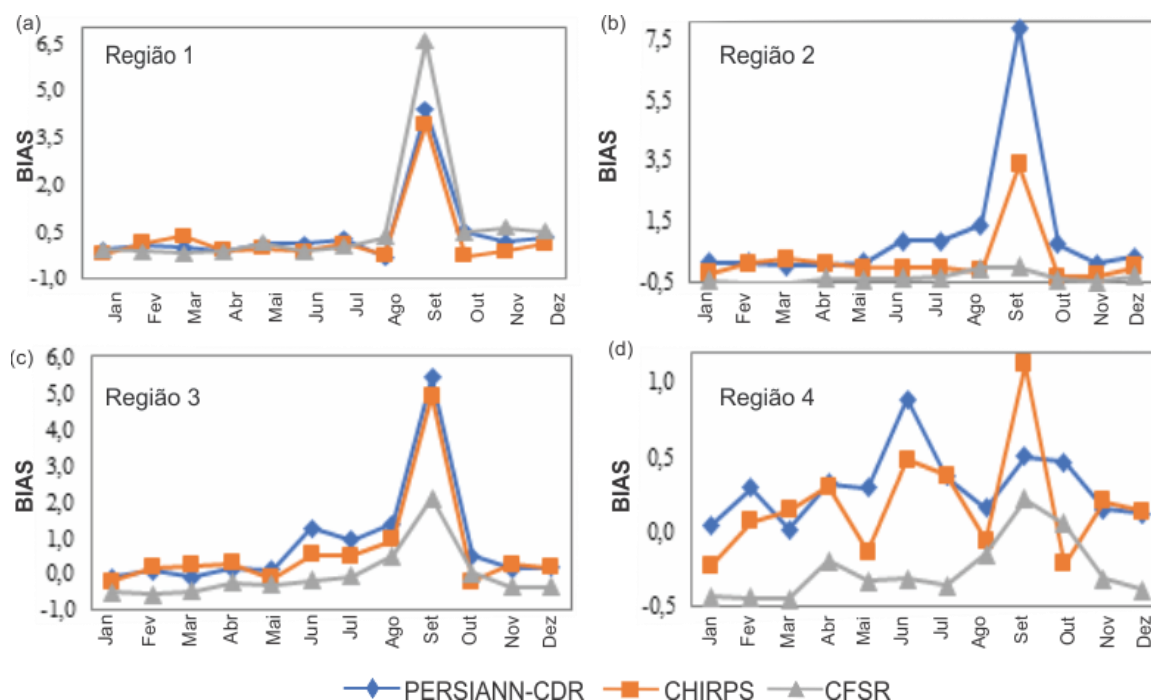 (a)
Região 1
BIAS
6,5
5,0
3,5
2,0
0,5
-1,0
Jan Fev Mar Abr Mai Jun Jul Ago Set Out Nov Dez
(b)
Região 2
BIAS
7,5
5,5
3,5
1,5
-0,5
Jan Fev Mar Abr Mai Jun Jul Ago Set Out Nov Dez
(c)
Região 3
BIAS
6,0
5,0
4,0
3,0
2,0
1,0
0,0
-1,0
Jan Fev Mar Abr Mai Jun Jul Ago Set Out Nov Dez
(d)
Região 4
BIAS
1,0
0,5
0,0
-0,5
Jan Fev Mar Abr Mai Jun Jul Ago Set Out Nov Dez
PERSIANN-CDR CHIRPS CFSR